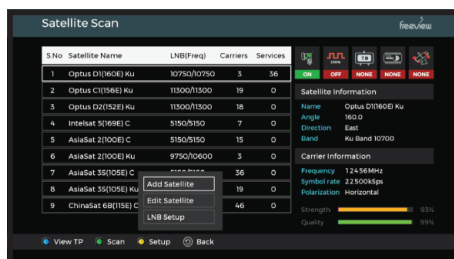 Satellite Scan
freeview
S.No Satellite Name LNB(Freq) Carriers Services
1 Optus D1(160E) Ku 10750/10750 3 36
2 Optus C1(156E) Ku 11300/11300 19 0
3 Optus D2(152E) Ku 11300/11300 18 0
4 Intelsat 5(169E) C 5150/5150 7 0
5 AsiaSat 2(100E) C 5150/5150 15 0
6 AsiaSat 2(100E) Ku 9750/10600 3 0
7 AsiaSat 3S(105E) C 5150/5150 36 0
8 AsiaSat 3S(105E) Ku 19 0
9 ChinaSat 6B(115E) C 46 0
Add Satellite
Edit Satellite
LNB Setup
ON OFF NONE NONE NONE
Satellite Information
Name Optus D1(160E) Ku
Angle 160.0
Direction East
Band Ku Band 10700
Carrier Information
Frequency 12456MHz
Symbol rate 22500kSps
Polarization Horizontal
Strength 93%
Quality 99%
View TP Scan Setup Back